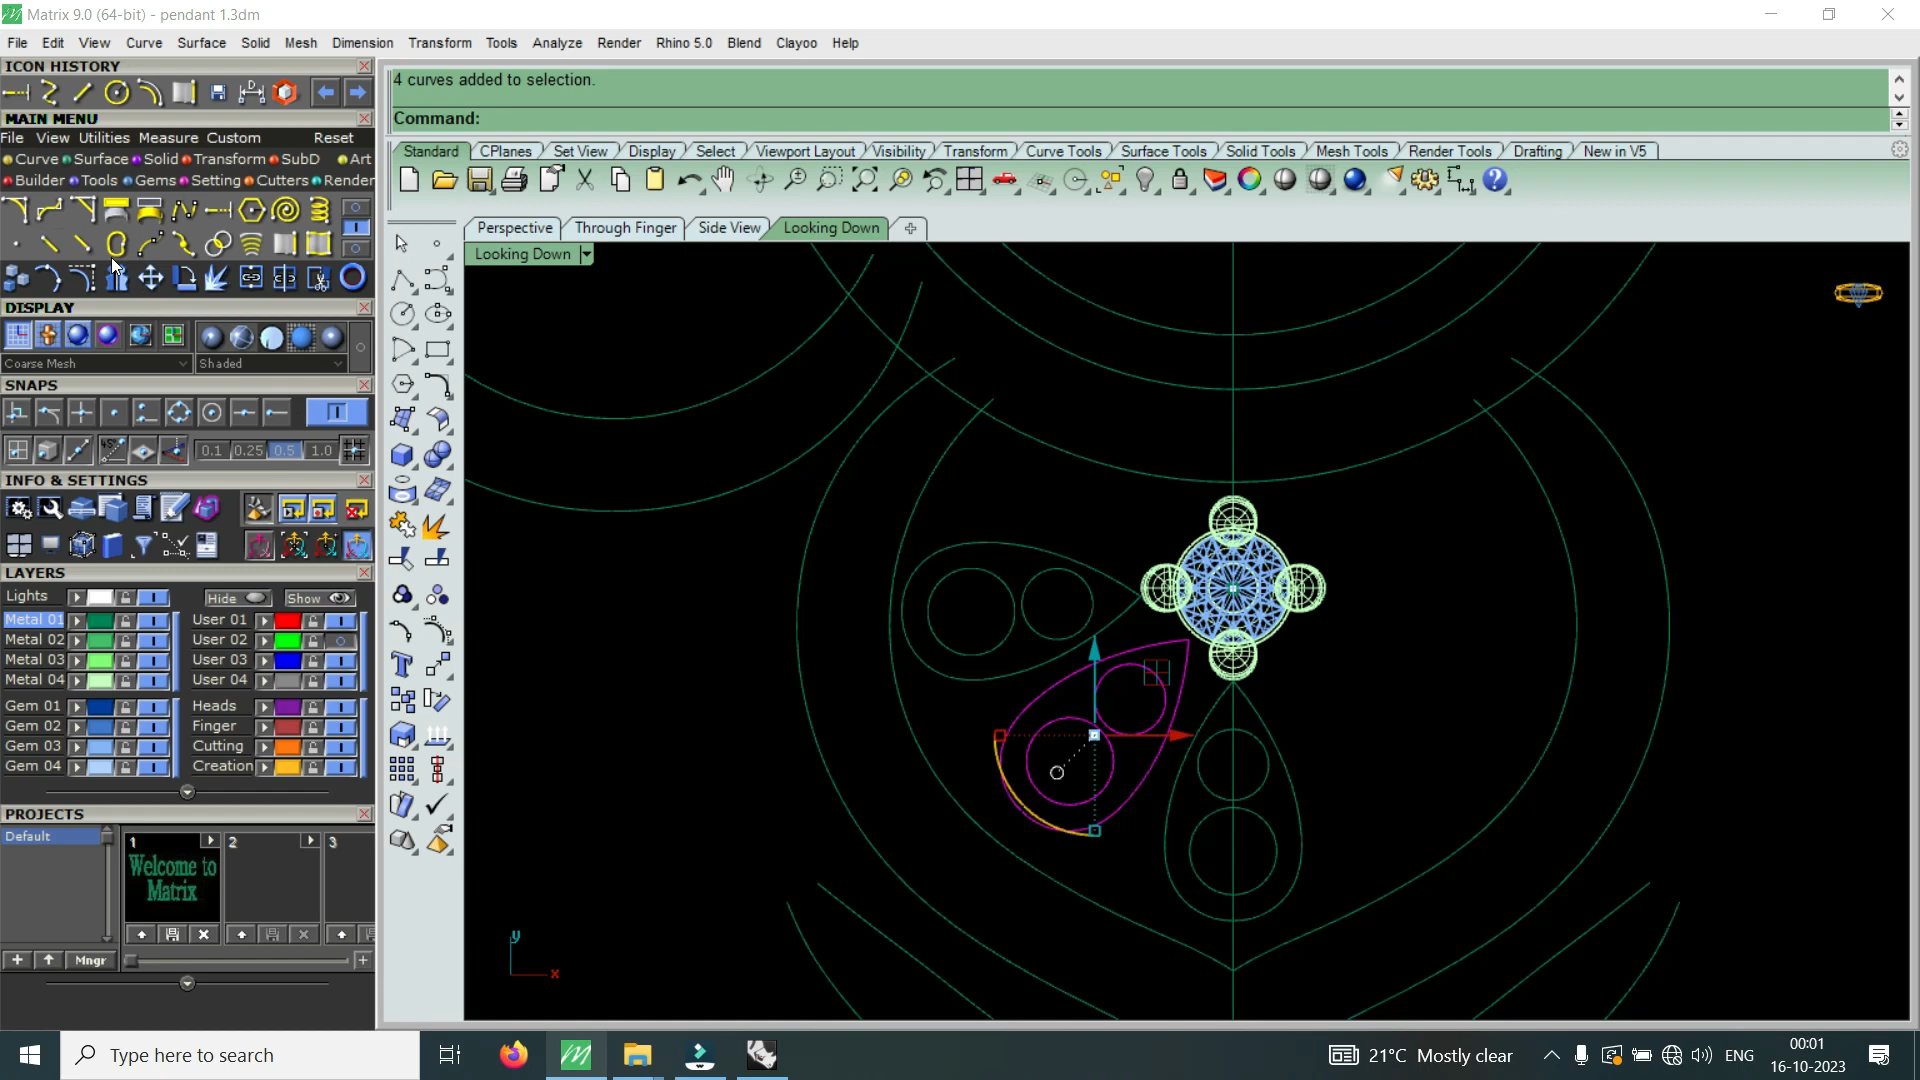 Matrix 9.0 (64-bit) - pendant 1.3dm
File Edit View Curve Surface Solid Mesh Dimension Transform Tools Analyze Render Rhino 5.0 Blend Clayoo Help
ICON HISTORY
4 curves added to selection.
Command:
MAIN MENU
File View Utilities Measure Custom Reset
Curve Surface Solid Transform SubD Art
Builder Tools Gems Setting Cutters Render
Standard CPlanes Set View Display Select Viewport Layout Visibility Transform Curve Tools Surface Tools Solid Tools Mesh Tools Render Tools Drafting New in V5
Perspective Through Finger Side View Looking Down
Looking Down
DISPLAY
Coarse Mesh Shaded
SNAPS
0.1 0.25 0.5 1.0
INFO & SETTINGS
LAYERS
Lights Hide Show
Metal 01 User 01
Metal 02 User 02
Metal 03 User 03
Metal 04 User 04
Gem 01 Heads
Gem 02 Finger
Gem 03 Cutting
Gem 04 Creation
PROJECTS
Default 1 2 3
Welcome to
Matrix
Mngr
y
x
Type here to search
21°C Mostly clear
ENG
00:01
16-10-2023